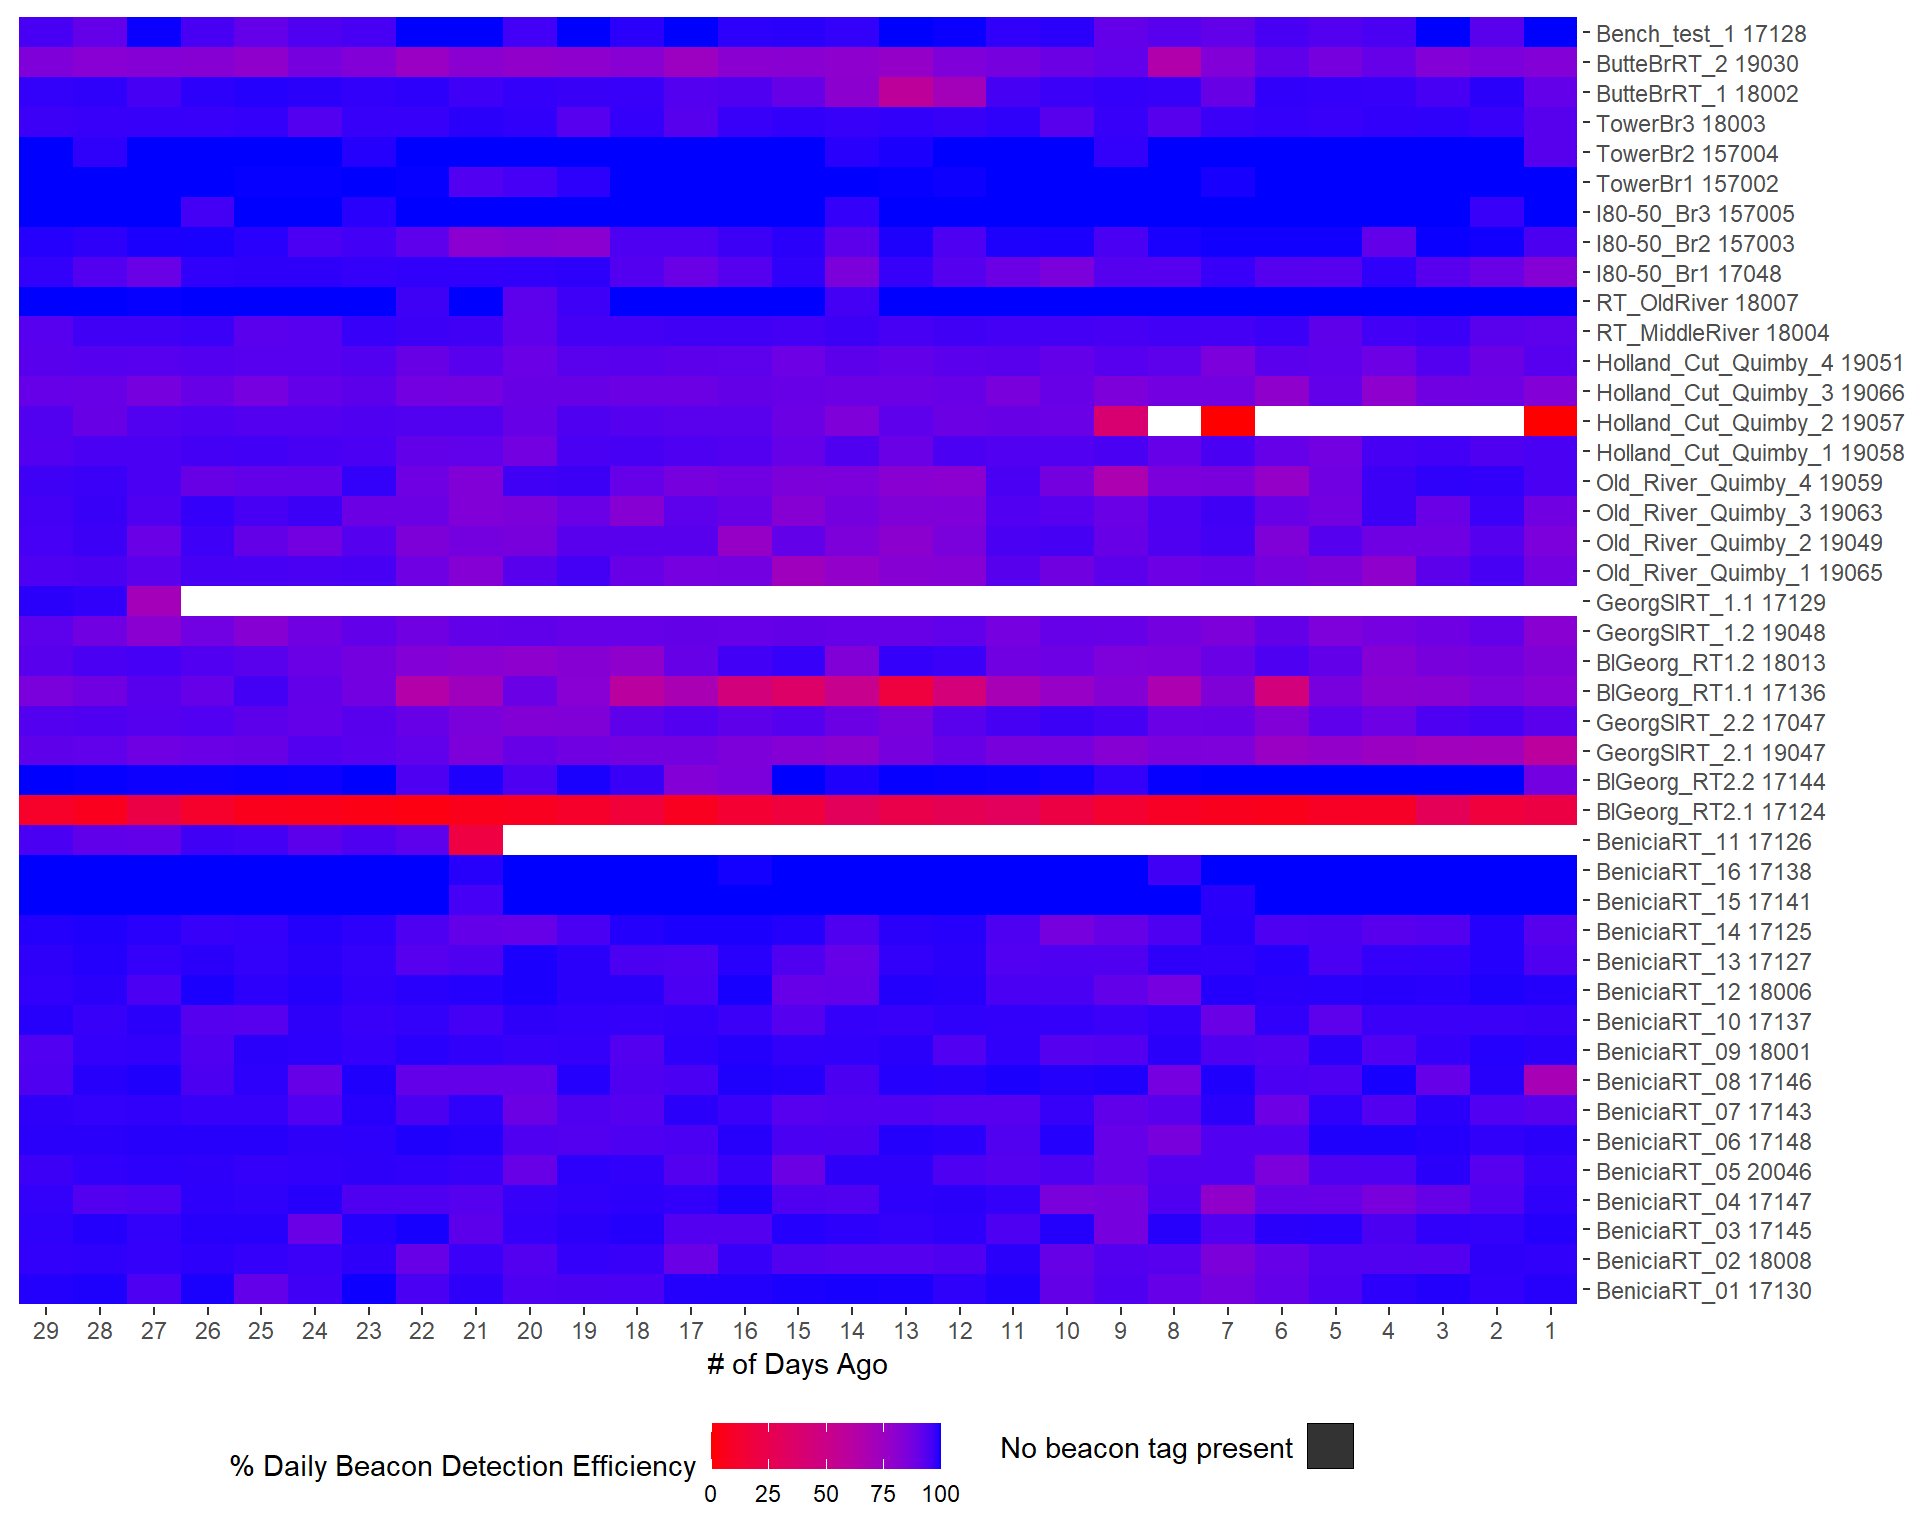 Bench_test_1 17128
ButteBrRT_2 19030
ButteBrRT_1 18002
TowerBr3 18003
TowerBr2 157004
TowerBr1 157002
I80-50_Br3 157005
I80-50_Br2 157003
I80-50_Br1 17048
RT_OldRiver 18007
RT_MiddleRiver 18004
Holland_Cut_Quimby_4 19051
Holland_Cut_Quimby_3 19066
Holland_Cut_Quimby_2 19057
Holland_Cut_Quimby_1 19058
Old_River_Quimby_4 19059
Old_River_Quimby_3 19063
Old_River_Quimby_2 19049
Old_River_Quimby_1 19065
GeorgSlRT_1.1 17129
GeorgSlRT_1.2 19048
BlGeorg_RT1.2 18013
BlGeorg_RT1.1 17136
GeorgSlRT_2.2 17047
GeorgSlRT_2.1 19047
BlGeorg_RT2.2 17144
BlGeorg_RT2.1 17124
BeniciaRT_11 17126
BeniciaRT_16 17138
BeniciaRT_15 17141
BeniciaRT_14 17125
BeniciaRT_13 17127
BeniciaRT_12 18006
BeniciaRT_10 17137
BeniciaRT_09 18001
BeniciaRT_08 17146
BeniciaRT_07 17143
BeniciaRT_06 17148
BeniciaRT_05 20046
BeniciaRT_04 17147
BeniciaRT_03 17145
BeniciaRT_02 18008
BeniciaRT_01 17130
29 28 27 26 25 24 23 22 21 20 19 18 17 16 15 14 13 12 11 10 9 8 7 6 5 4 3 2 1
# of Days Ago
% Daily Beacon Detection Efficiency
0 25 50 75 100
No beacon tag present